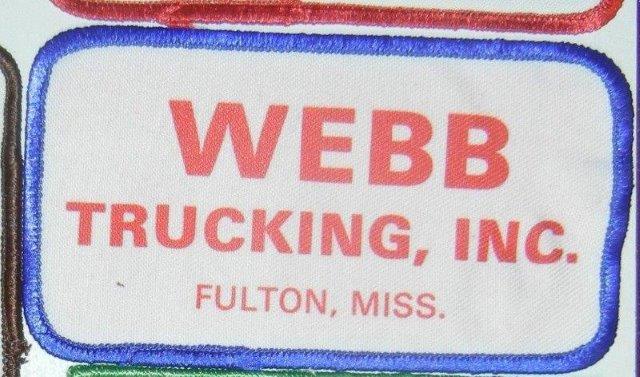 WEBB
TRUCKING, INC.
FULTON, MISS.